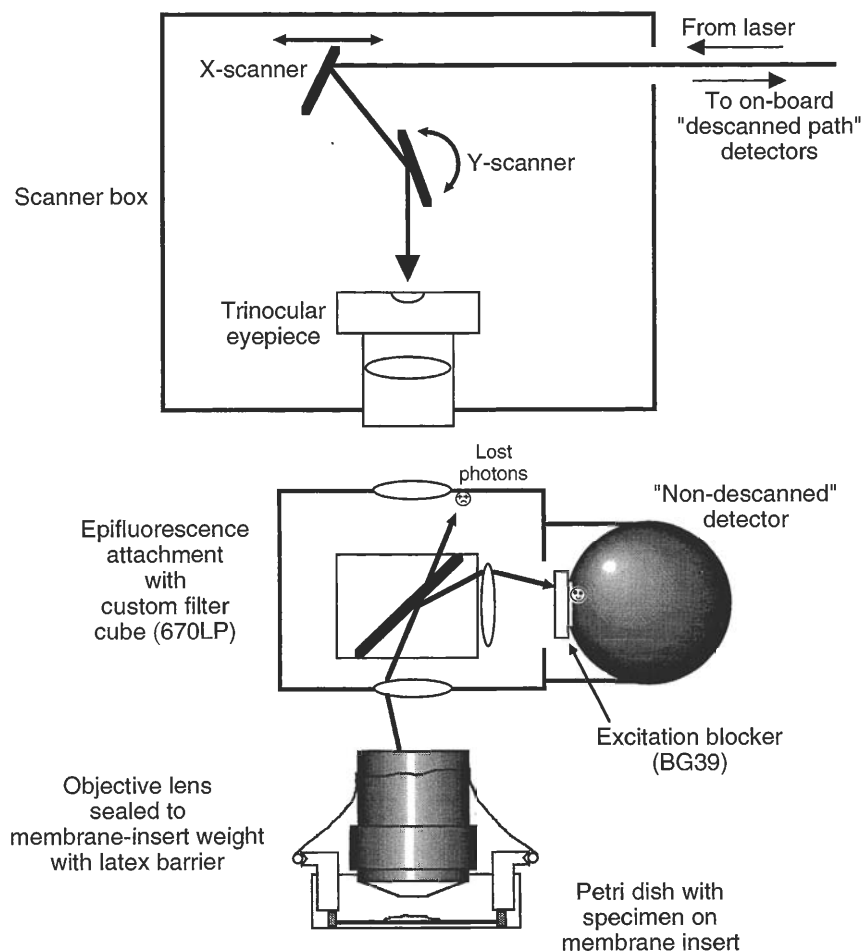 From laser
X-scanner
To on-board
"descanned path"
detectors
Y-scanner
Scanner box
Trinocular
eyepiece
Lost
photons
"Non-descanned"
detector
Epifluorescence
attachment
with
custom filter
cube (670LP)
Excitation blocker
(BG39)
Objective lens
sealed to
membrane-insert weight
with latex barrier
Petri dish with
specimen on
membrane insert